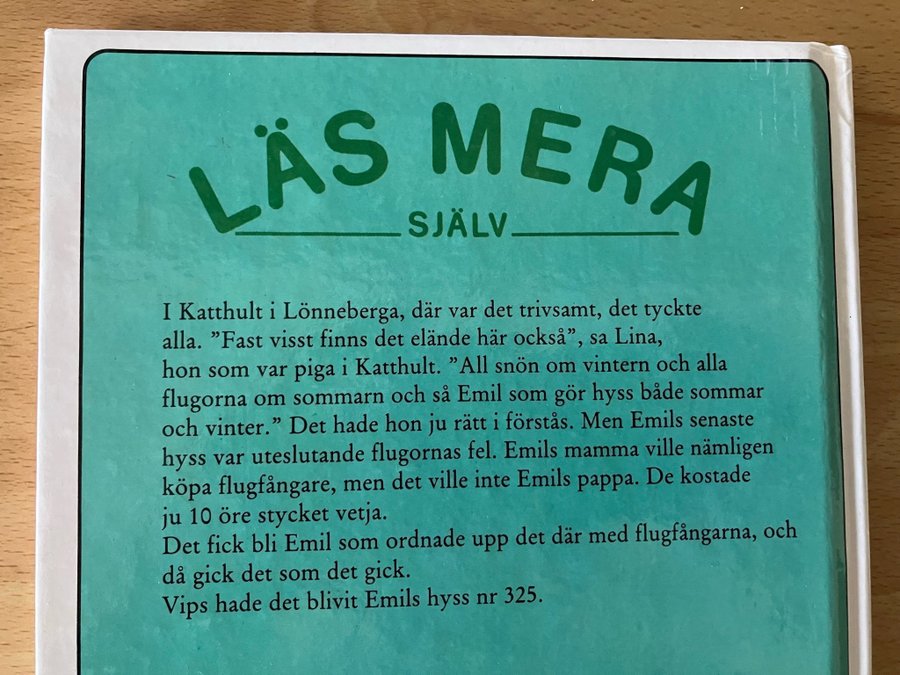 LÄS MERA
SJÄLV
I Katthult i Lönneberga, där var det trivsamt, det tyckte
alla. ”Fast visst finns det elände här också”, sa Lina,
hon som var piga i Katthult. ”All snön om vintern och alla
flugorna om sommarn och så Emil som gör hyss både sommar
och vinter.” Det hade hon ju rätt i förstås. Men Emils senaste
hyss var uteslutande flugornas fel. Emils mamma ville nämligen
köpa flugfångare, men det ville inte Emils pappa. De kostade
ju 10 öre stycket vetja.
Det fick bli Emil som ordnade upp det där med flugfångarna, och
då gick det som det gick.
Vips hade det blivit Emils hyss nr 325.